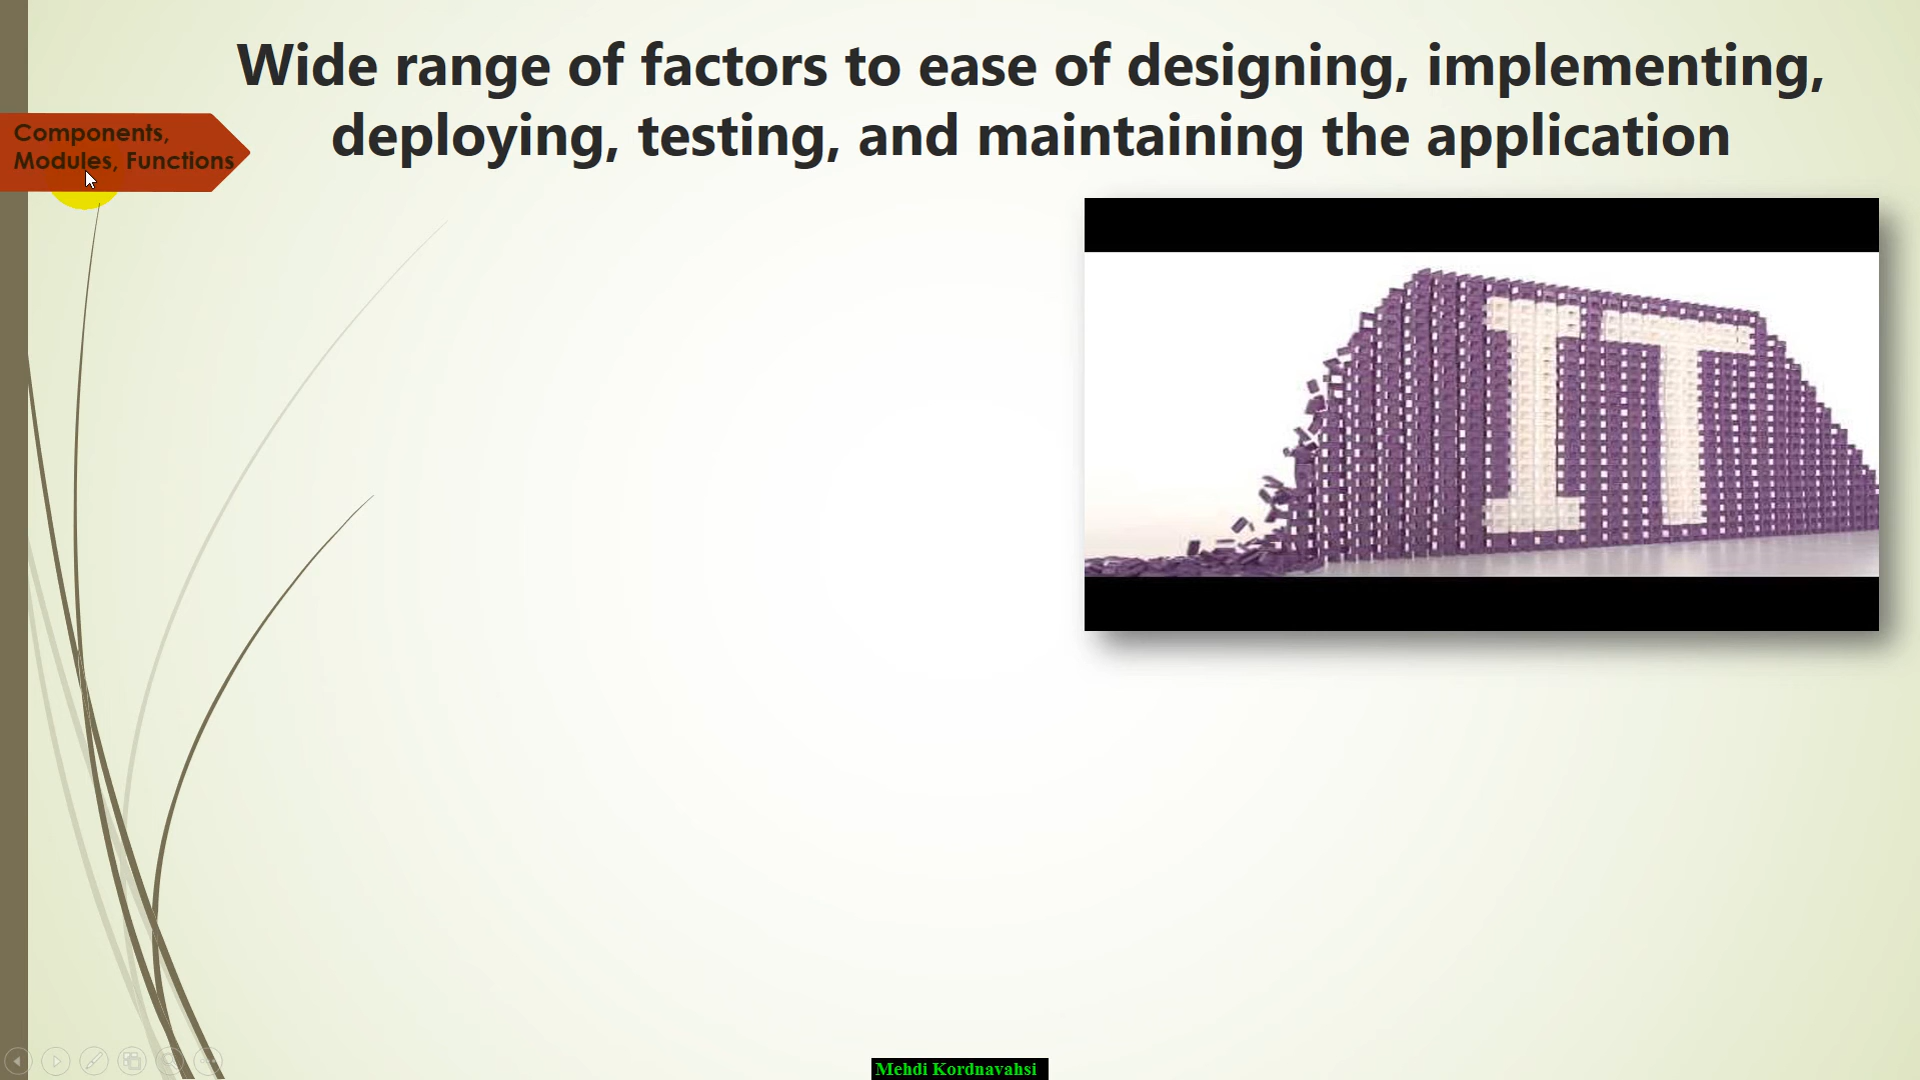 Wide range of factors to ease of designing, implementing,
deploying, testing, and maintaining the application
Components,
Modules, Functions
IT
Mehdi Kordnavahsi